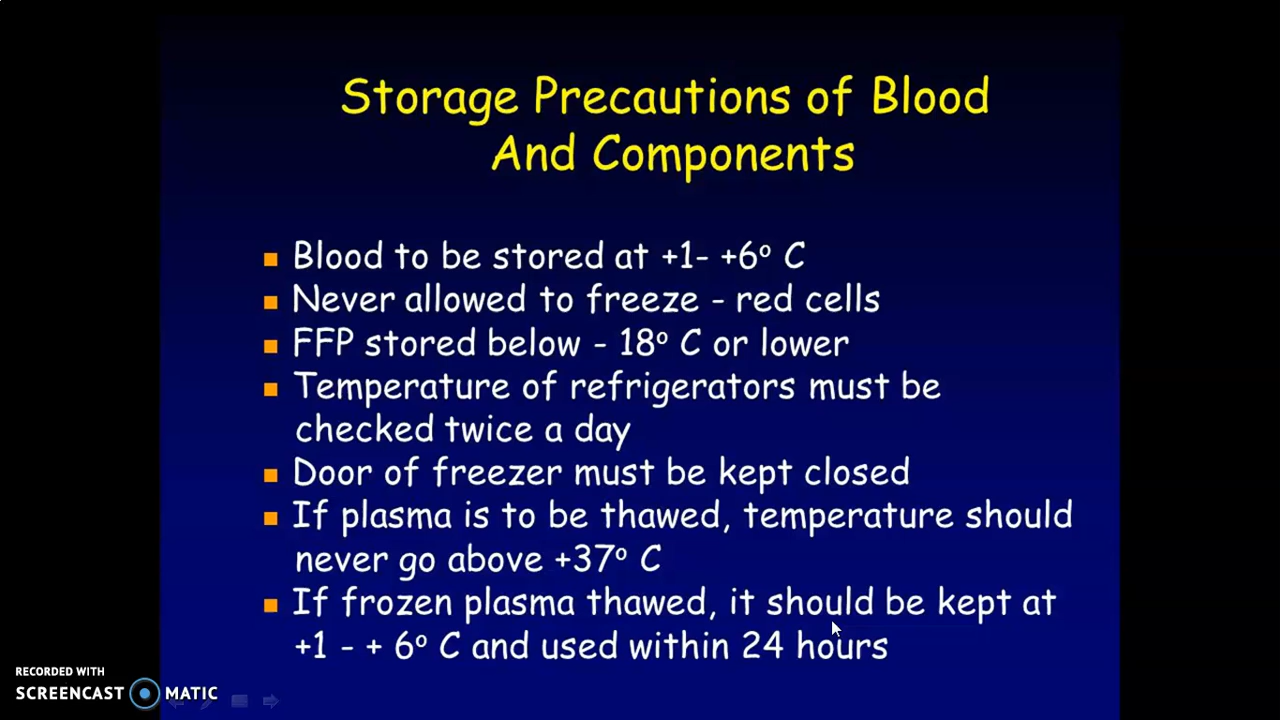 Storage Precautions of Blood
And Components
Blood to be stored at +1- +6º C
Never allowed to freeze - red cells
FFP stored below - 18º C or lower
Temperature of refrigerators must be
checked twice a day
Door of freezer must be kept closed
If plasma is to be thawed, temperature should
never go above +37º C
If frozen plasma thawed, it should be kept at
+1 - + 6º C and used within 24 hours
RECORDED WITH
SCREENCAST MATIC